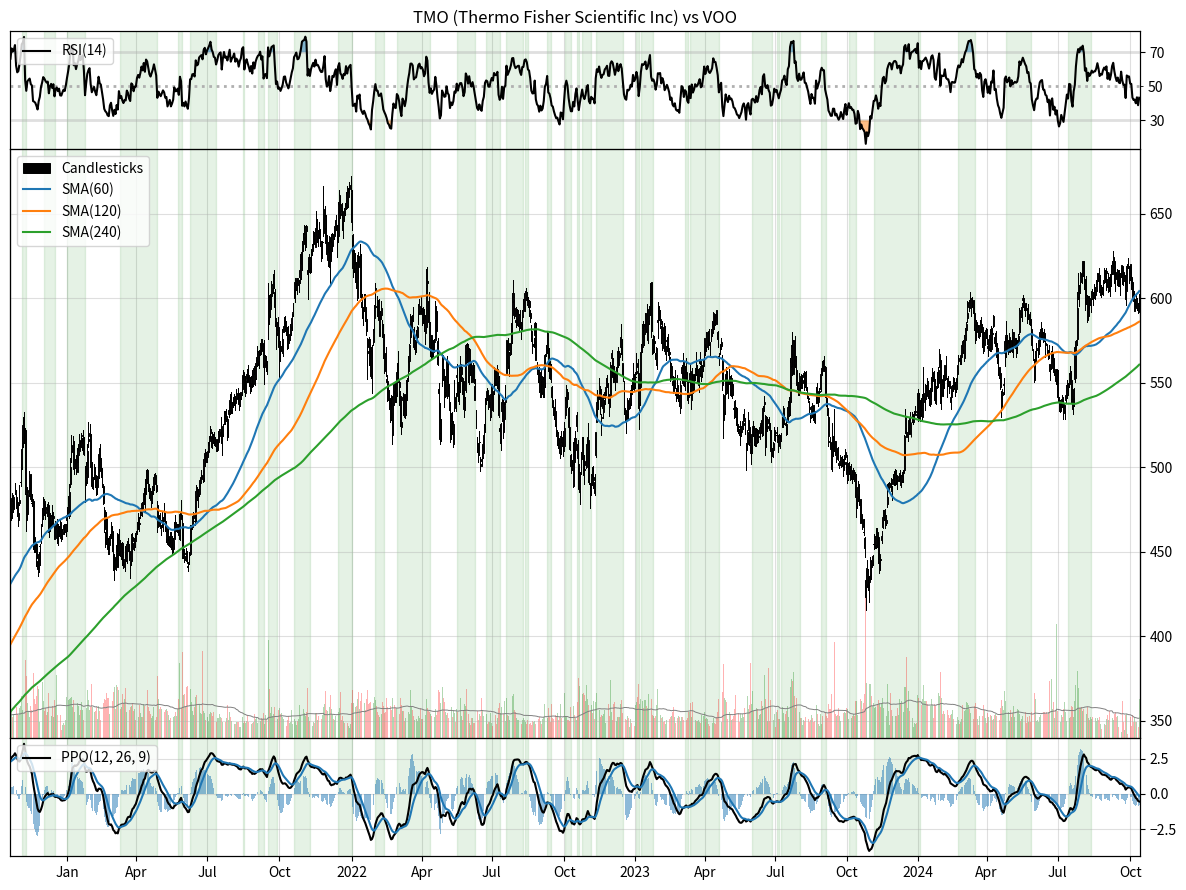 TMO (Thermo Fisher Scientific Inc) vs VOO
RSI(14)
70
50
30
Candlesticks
SMA(60)
SMA(120)
SMA(240)
650
600
550
500
450
400
350
PPO(12, 26, 9)
2.5
0.0
−2.5
Jan Apr Jul Oct 2022 Apr Jul Oct 2023 Apr Jul Oct 2024 Apr Jul Oct